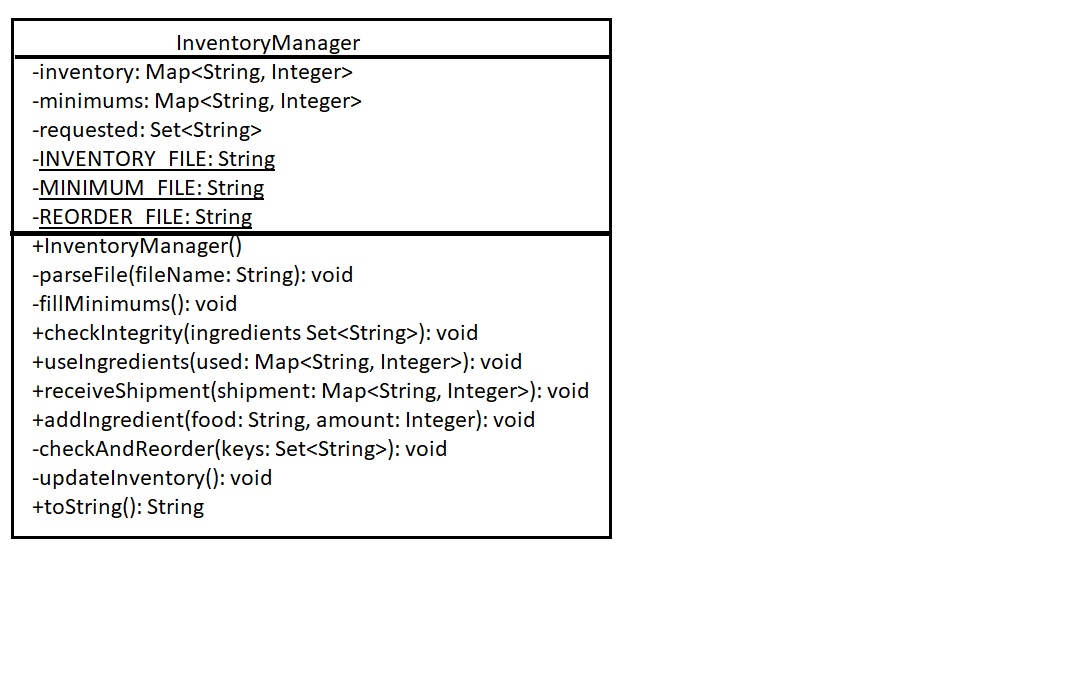 InventoryManager
-inventory: Map<String, Integer>
-minimums: Map<String, Integer>
-requested: Set<String>
-INVENTORY_FILE: String
-MINIMUM_FILE: String
-REORDER_FILE: String
+InventoryManager()
-parseFile(fileName: String): void
-fillMinimums(): void
+checkIntegrity(ingredients Set<String>): void
+useIngredients(used: Map<String, Integer>): void
+receiveShipment(shipment: Map<String, Integer>): void
+addIngredient(food: String, amount: Integer): void
-checkAndReorder(keys: Set<String>): void
-updateInventory(): void
+toString(): String